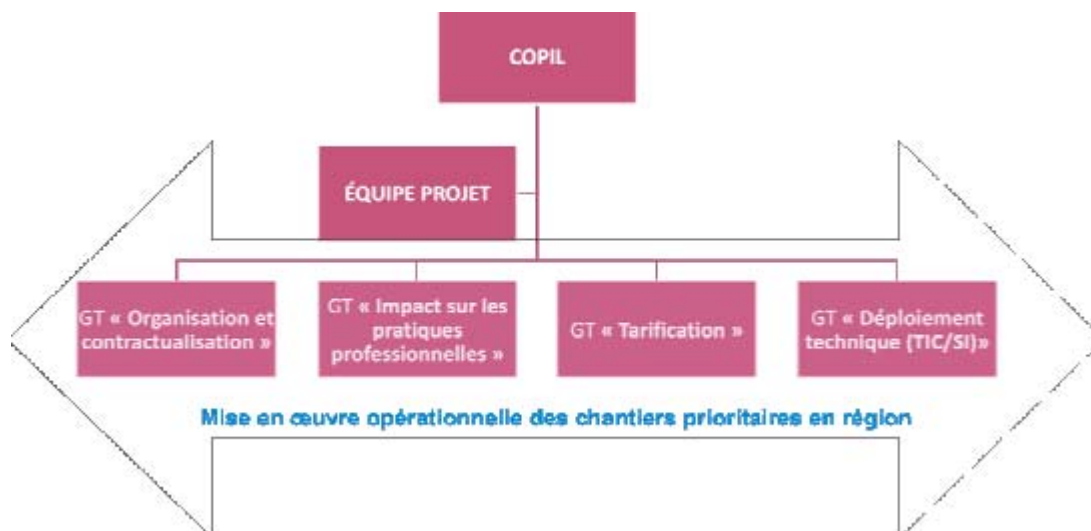 COPIL
ÉQUIPE PROJET
GT « Organisation et
contractualisation »
GT « Impact sur les
pratiques
professionnelles »
GT « Tarification »
GT « Déploiement
technique (TIC/SI)»
Mise en œuvre opérationnelle des chantiers prioritaires en région